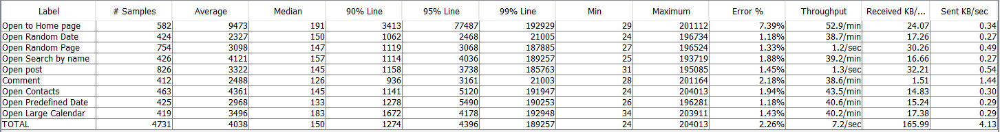 Label # Samples Average Median 90% Line 95% Line 99% Line Min Maximum Error % Throughput Received KB/... Sent KB/sec
Open to Home page 582 9473 191 3413 77487 192929 29 201112 7.39% 52.9/min 24.07 0.34
Open Random Date 424 2327 150 1062 2468 21005 24 196734 1.18% 38.7/min 17.26 0.27
Open Random Page 754 3098 147 1119 3068 187885 27 196524 1.33% 1.2/sec 30.26 0.49
Open Search by name 426 4121 157 1114 4036 189257 25 193719 1.88% 39.2/min 16.66 0.27
Open post 826 3322 145 1158 3738 185763 31 195085 1.45% 1.3/sec 32.21 0.54
Comment 412 2488 126 936 3161 21003 28 201164 2.18% 38.6/min 1.51 1.44
Open Contacts 463 4361 145 1141 5120 191947 24 204013 1.94% 43.5/min 14.83 0.30
Open Predefined Date 425 2968 133 1278 5490 190253 26 196281 1.18% 40.6/min 15.24 0.29
Open Large Calendar 419 3496 183 1672 4178 192948 34 203911 1.43% 40.2/min 17.38 0.29
TOTAL 4731 4038 150 1274 4396 189257 24 204013 2.26% 7.2/sec 165.99 4.13